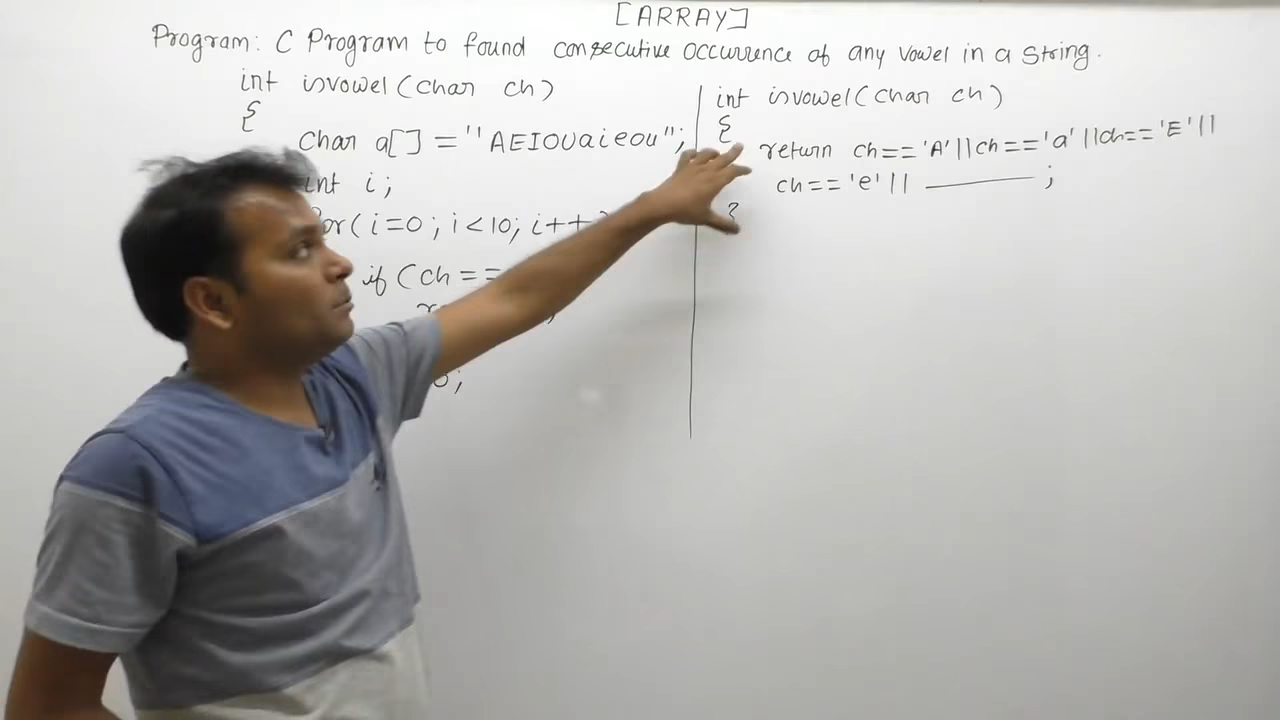 [ARRAY]
Program: C Program to found consecutive occurrence of any vowel in a string.
int isvowel(char ch)
{
char a[] = "AEIOUaieou";
int i;
for(i=0; i<10; i++)
if (ch==
0;
int isvowel(char ch)
{
return ch=='A'||ch=='a'||ch=='E'||
ch=='e'|| ;
}